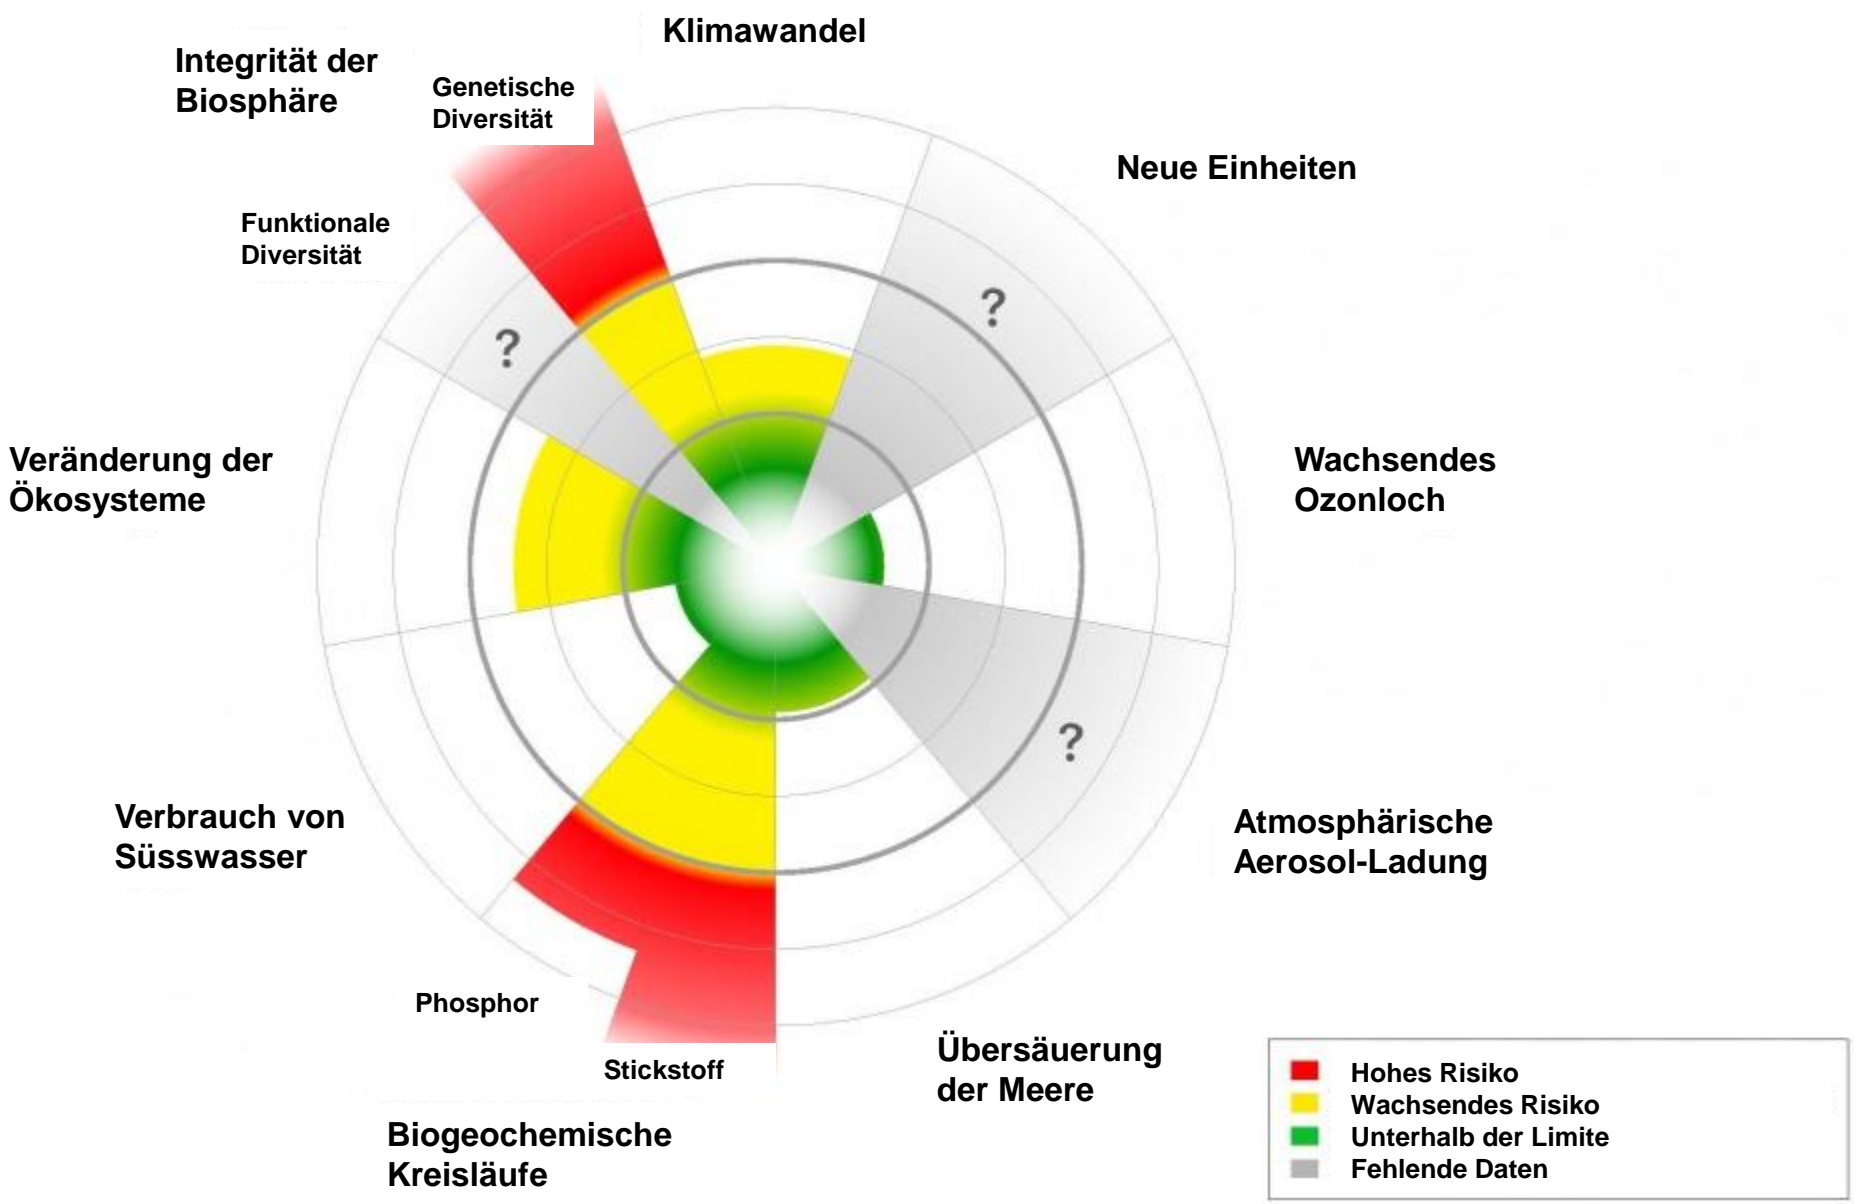 Klimawandel
Integrität der
Biosphäre
Genetische
Diversität
Neue Einheiten
Funktionale
Diversität
?
?
Veränderung der
Ökosysteme
Wachsendes
Ozonloch
?
Verbrauch von
Süsswasser
Atmosphärische
Aerosol-Ladung
Phosphor
Stickstoff
Übersäuerung
der Meere
Biogeochemische
Kreisläufe
Hohes Risiko
Wachsendes Risiko
Unterhalb der Limite
Fehlende Daten